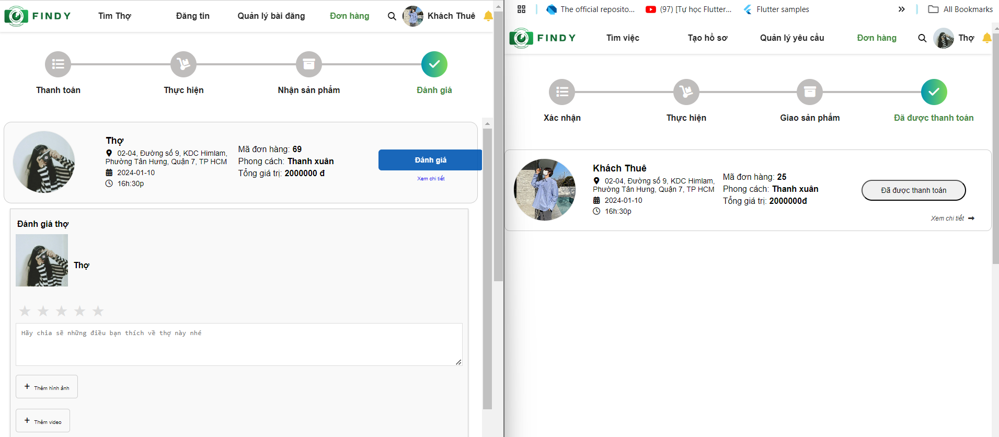 FINDY
Tìm Thợ
Đăng tin
Quản lý bài đăng
Đơn hàng
Khách Thuê
Thanh toán
Thực hiện
Nhận sản phẩm
Đánh giá
Thợ
02-04, Đường số 9, KDC Himlam,
Phường Tân Hưng, Quận 7, TP HCM
2024-01-10
16h:30p
Mã đơn hàng: 69
Phong cách: Thanh xuân
Tổng giá trị: 2000000 đ
Đánh giá
Xem chi tiết
Đánh giá thợ
Thợ
Hãy chia sẽ những điều bạn thích về thợ này nhé
+ Thêm hình ảnh
+ Thêm video
The official reposito...
(97) [Tự học Flutter...
Flutter samples
All Bookmarks
FINDY
Tìm việc
Tạo hồ sơ
Quản lý yêu cầu
Đơn hàng
Thợ
Xác nhận
Thực hiện
Giao sản phẩm
Đã được thanh toán
Khách Thuê
02-04, Đường số 9, KDC Himlam,
Phường Tân Hưng, Quận 7, TP HCM
2024-01-10
16h:30p
Mã đơn hàng: 25
Phong cách: Thanh xuân
Tổng giá trị: 2000000đ
Đã được thanh toán
Xem chi tiết